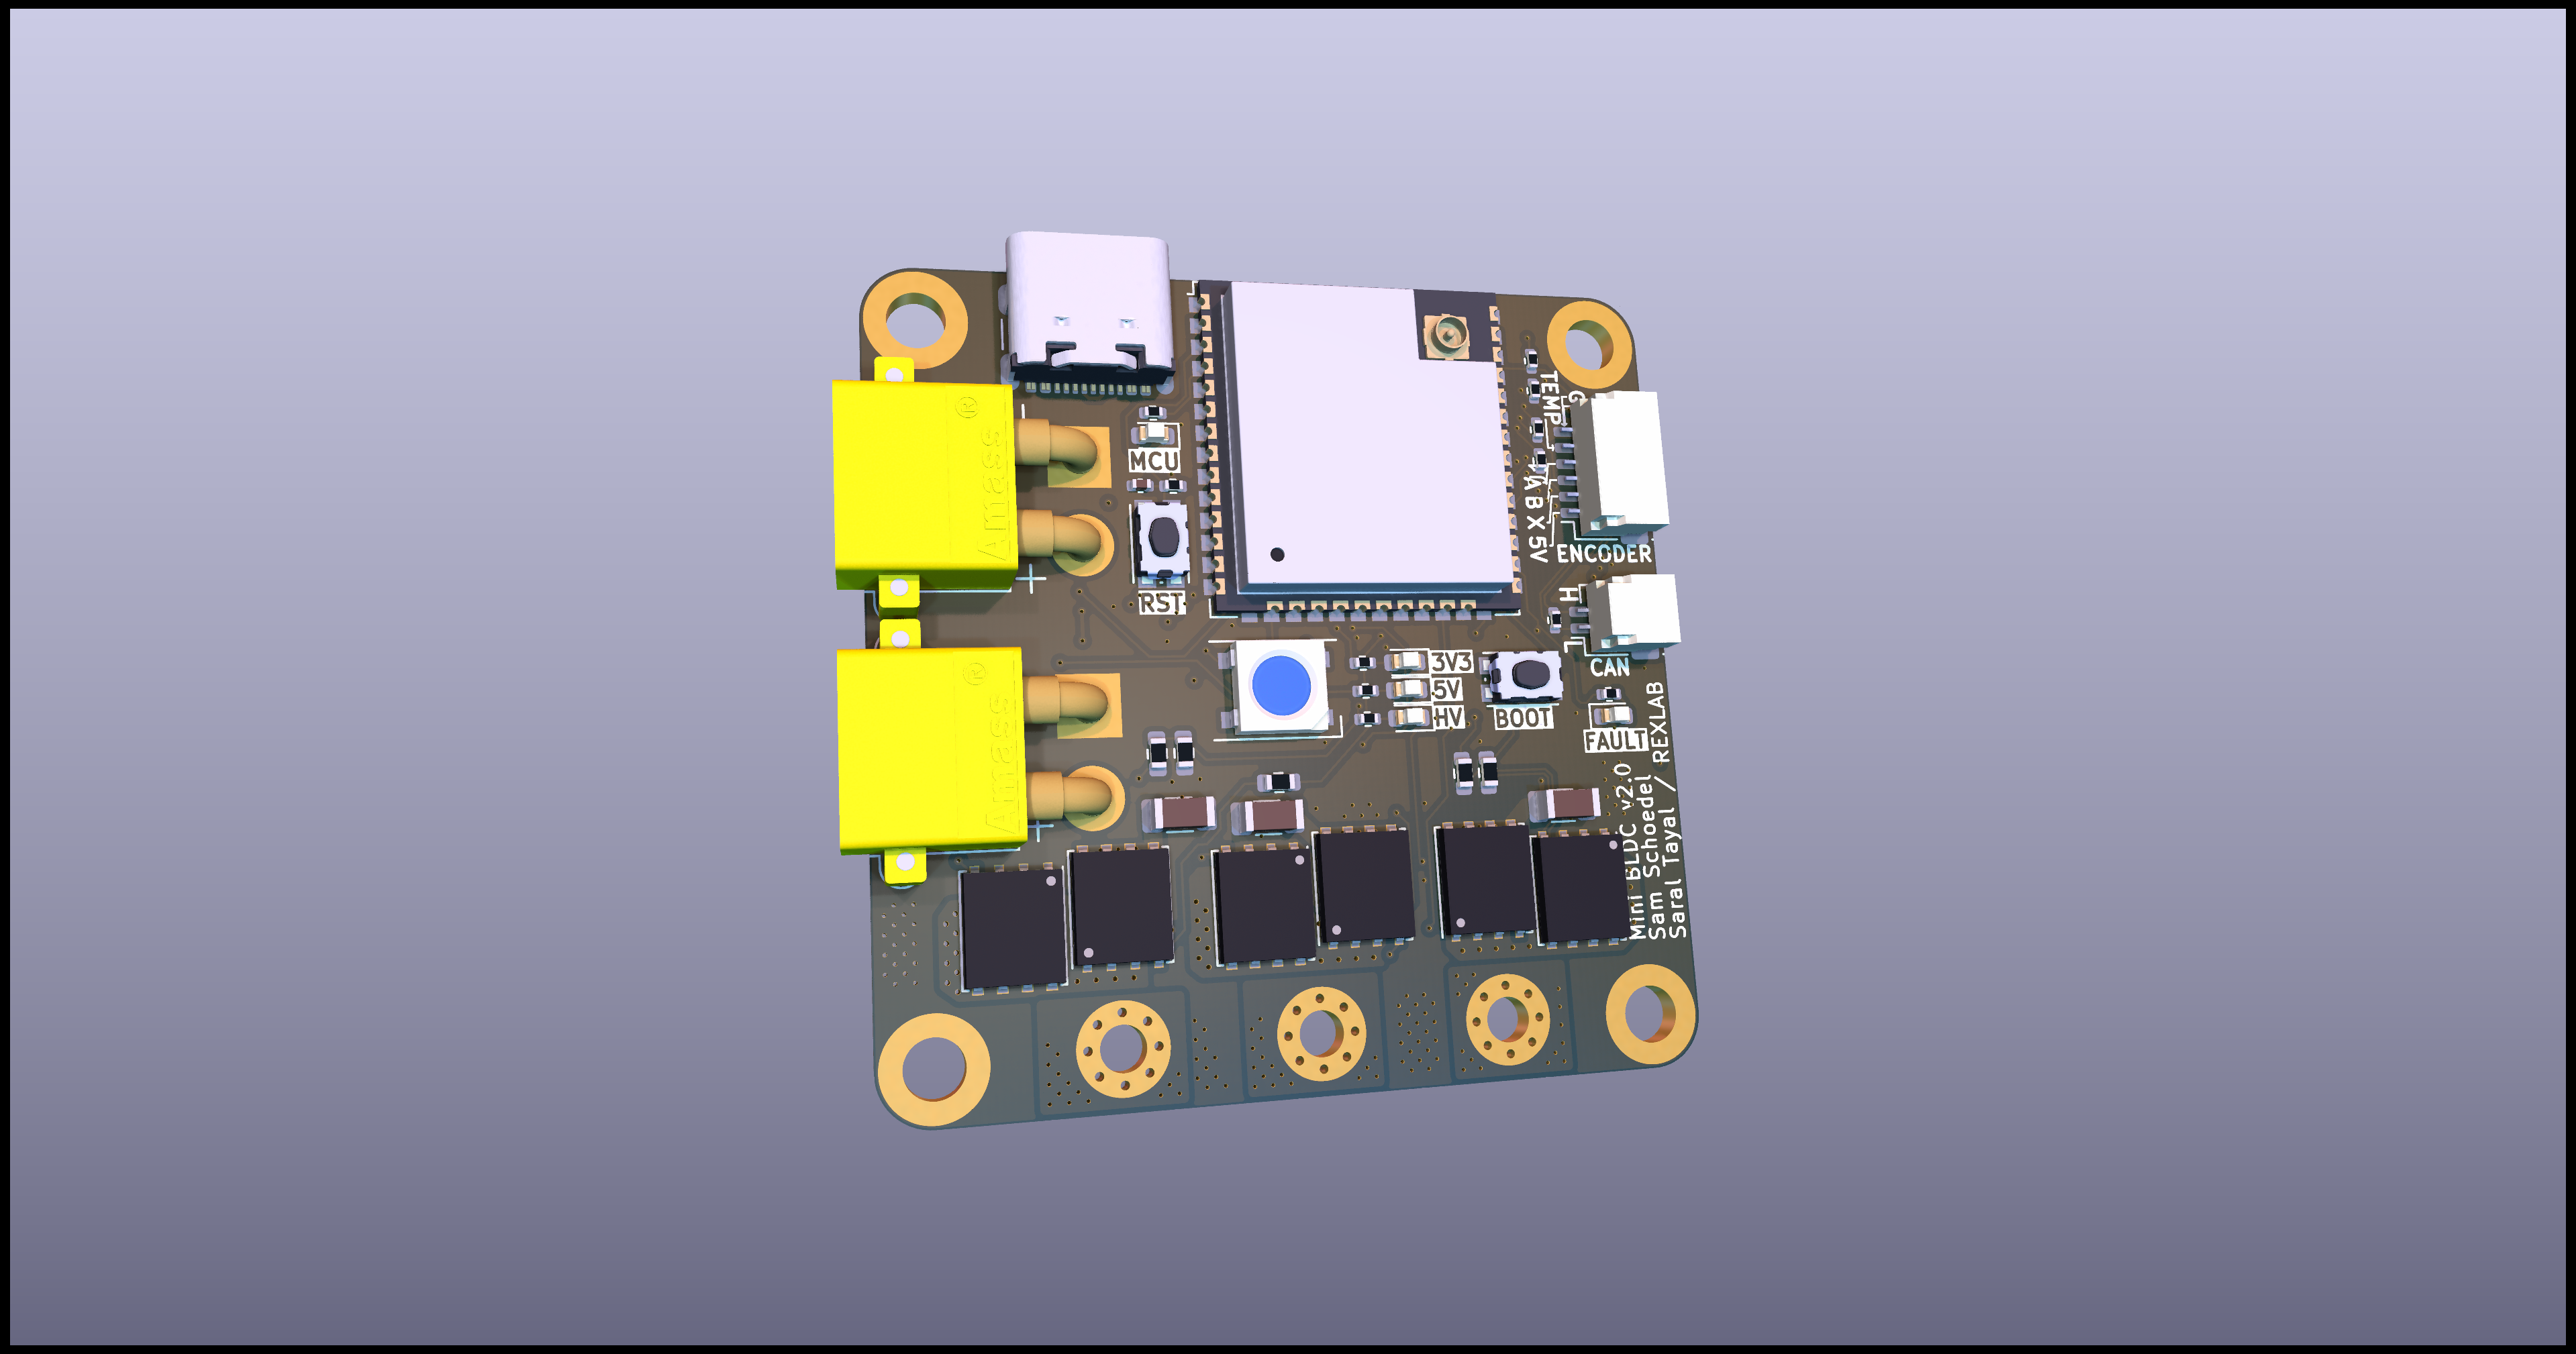 Amass®
MCU
RST
Amass®
TEMP
G
A B X 5V
ENCODER
H
L
CAN
3V3
5V
HV
BOOT
FAULT
Mini BLDC v2.0
Sam Schoedel
Saral Tayal / REXLAB